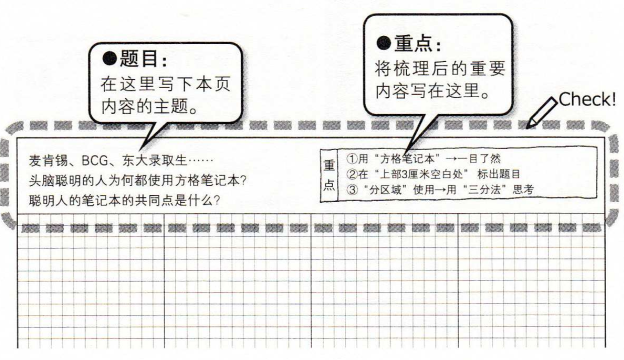 ●题目：
在这里写下本页
内容的主题。
●重点：
将梳理后的重要
内容写在这里。
Check!
麦肯锡、BCG、东大录取生……
头脑聪明的人为何都使用方格笔记本？
聪明人的笔记本的共同点是什么？
重点
①用“方格笔记本”→一目了然
②在“上部3厘米空白处”标出题目
③“分区域”使用→用“三分法”思考